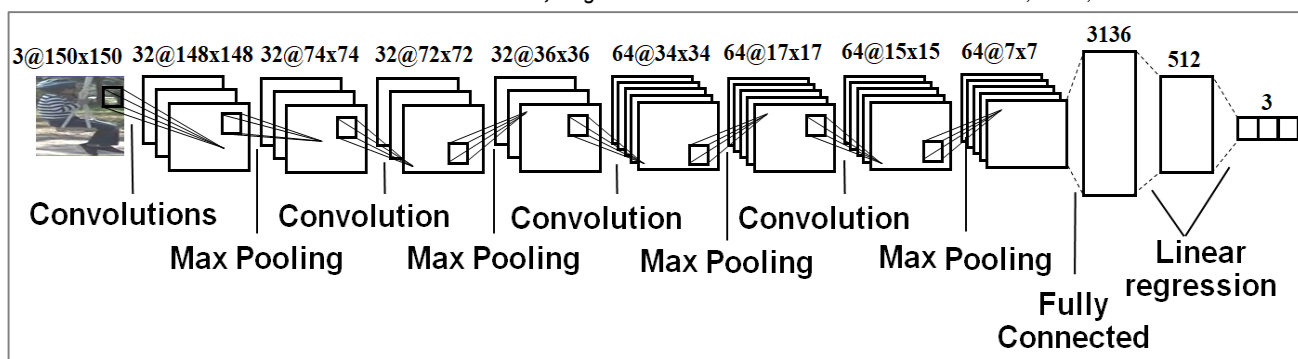 3136
3@150x150 32@148x148 32@74x74 32@72x72 32@36x36 64@34x34 64@17x17 64@15x15 64@7x7
512
3
Convolutions Convolution Convolution Convolution
Max Pooling Max Pooling Max Pooling Max Pooling
Linear
regression
Fully
Connected